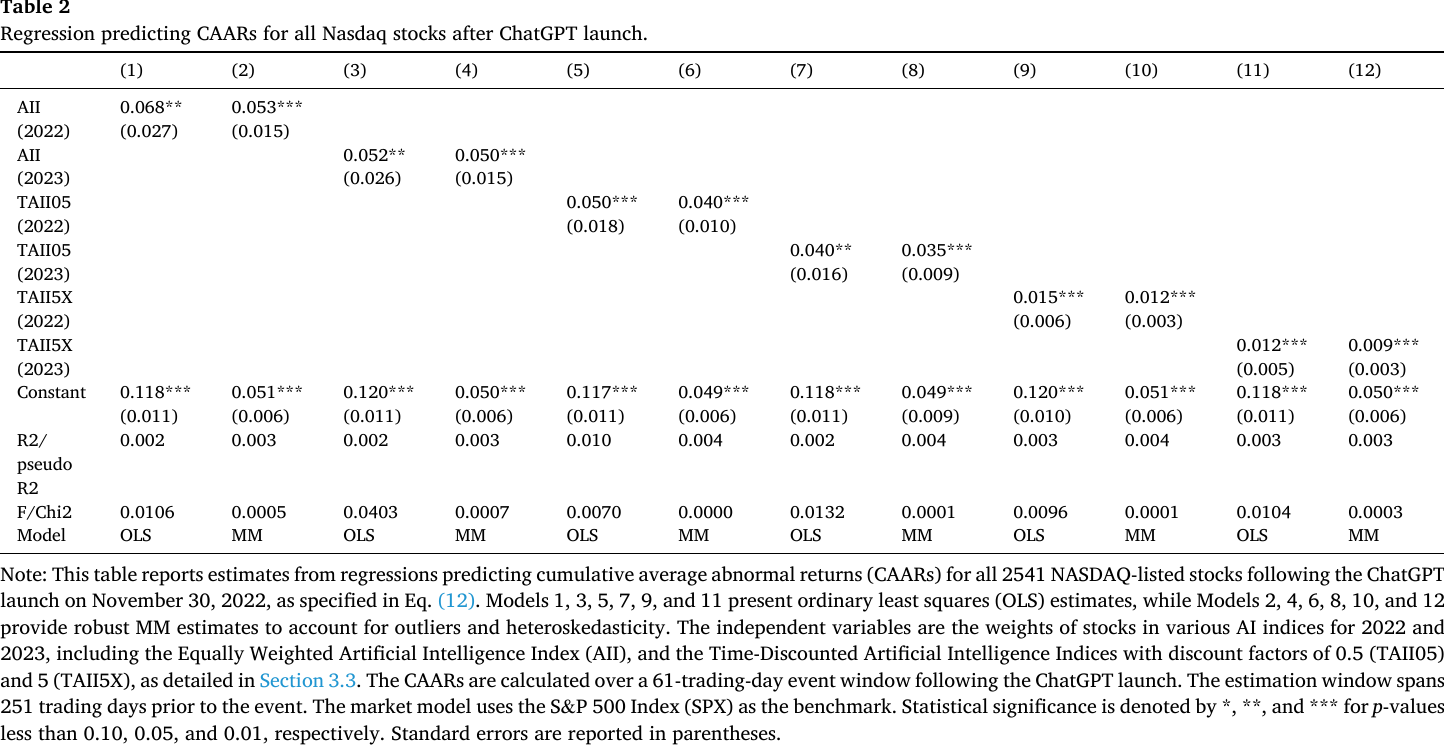 Table 2
Regression predicting CAARs for all Nasdaq stocks after ChatGPT launch.
(1) (2) (3) (4) (5) (6) (7) (8) (9) (10) (11) (12)
AII 0.068** 0.053***
(2022) (0.027) (0.015)
AII 0.052** 0.050***
(2023) (0.026) (0.015)
TAII05 0.050*** 0.040***
(2022) (0.018) (0.010)
TAII05 0.040** 0.035***
(2023) (0.016) (0.009)
TAII5X 0.015*** 0.012***
(2022) (0.006) (0.003)
TAII5X 0.012*** 0.009***
(2023) (0.005) (0.003)
Constant 0.118*** 0.051*** 0.120*** 0.050*** 0.117*** 0.049*** 0.118*** 0.049*** 0.120*** 0.051*** 0.118*** 0.050***
(0.011) (0.006) (0.011) (0.006) (0.011) (0.006) (0.011) (0.009) (0.010) (0.006) (0.011) (0.006)
R2/ 0.002 0.003 0.002 0.003 0.010 0.004 0.002 0.004 0.003 0.004 0.003 0.003
pseudo
R2
F/Chi2 0.0106 0.0005 0.0403 0.0007 0.0070 0.0000 0.0132 0.0001 0.0096 0.0001 0.0104 0.0003
Model OLS MM OLS MM OLS MM OLS MM OLS MM OLS MM
Note: This table reports estimates from regressions predicting cumulative average abnormal returns (CAARs) for all 2541 NASDAQ-listed stocks following the ChatGPT
launch on November 30, 2022, as specified in Eq. (12). Models 1, 3, 5, 7, 9, and 11 present ordinary least squares (OLS) estimates, while Models 2, 4, 6, 8, 10, and 12
provide robust MM estimates to account for outliers and heteroskedasticity. The independent variables are the weights of stocks in various AI indices for 2022 and
2023, including the Equally Weighted Artificial Intelligence Index (AII), and the Time-Discounted Artificial Intelligence Indices with discount factors of 0.5 (TAII05)
and 5 (TAII5X), as detailed in Section 3.3. The CAARs are calculated over a 61-trading-day event window following the ChatGPT launch. The estimation window spans
251 trading days prior to the event. The market model uses the S&P 500 Index (SPX) as the benchmark. Statistical significance is denoted by *, **, and *** for p-values
less than 0.10, 0.05, and 0.01, respectively. Standard errors are reported in parentheses.